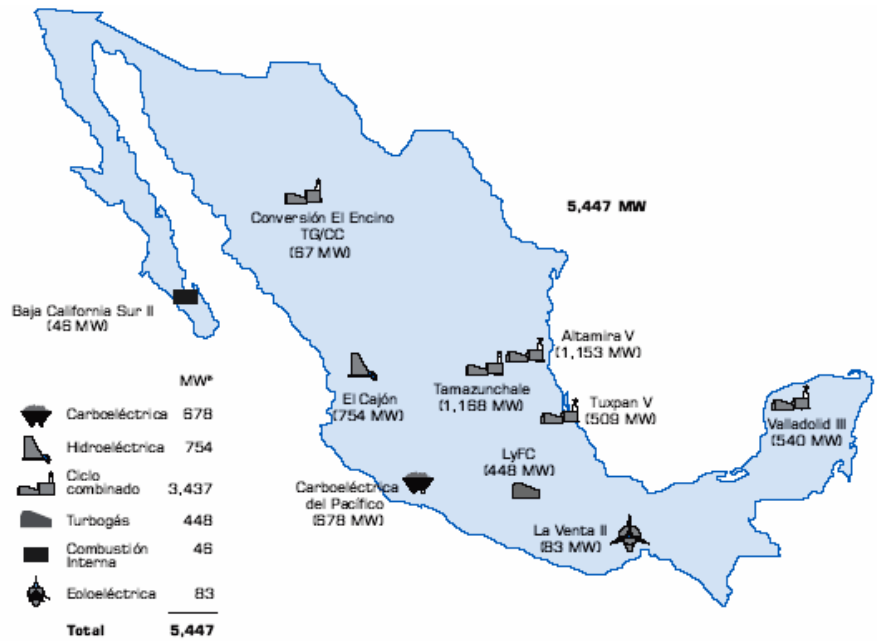 5,447 MW
Conversión El Encino
TG/CC
(67 MW)
Baja California Sur II
(46 MW)
Altamira V
(1,153 MW)
Tamazunchale
(1,168 MW)
El Cajón
(754 MW)
Tuxpan V
(509 MW)
Valladolid III
(540 MW)
LyFC
(448 MW)
Carboeléctrica
del Pacífico
(678 MW)
La Venta II
(83 MW)
MW*
Carboeléctrica 678
Hidroeléctrica 754
Ciclo
combinado 3,437
Turbogás 448
Combustión 46
Interna
Eoloeléctrica 83
Total 5,447